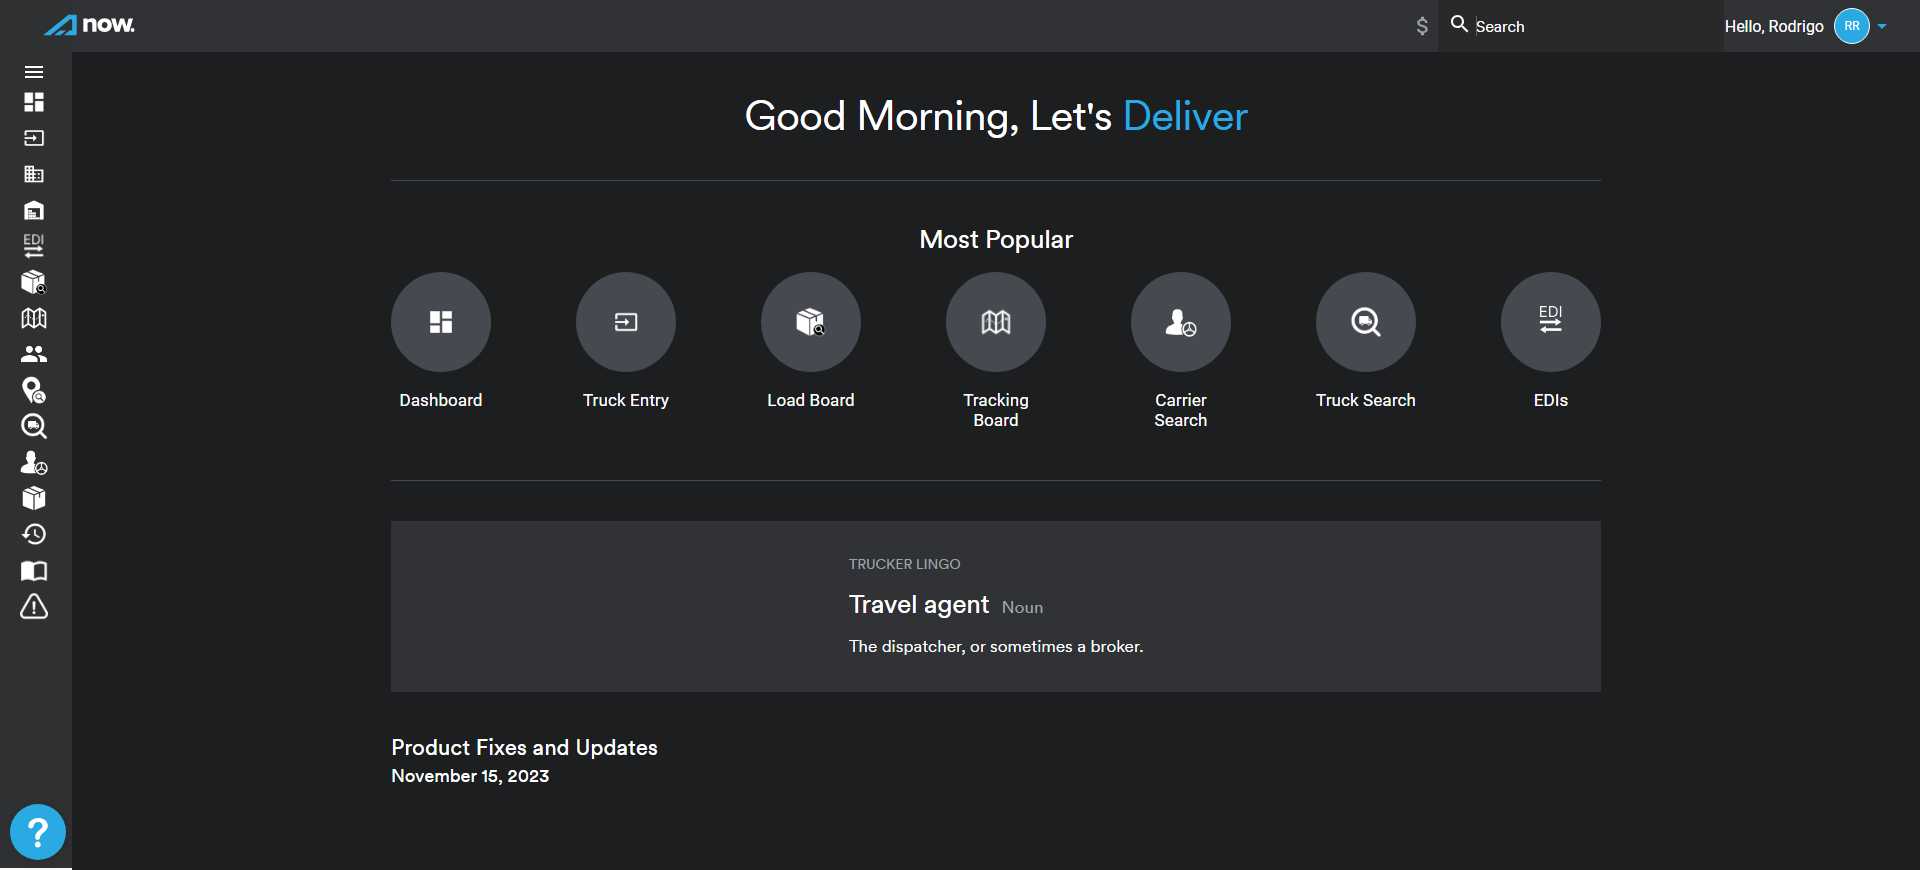 now.
$
Search
Hello, Rodrigo
RR
Good Morning, Let's Deliver
Most Popular
EDI
EDI
Dashboard
Truck Entry
Load Board
Tracking
Board
Carrier
Search
Truck Search
EDIs
TRUCKER LINGO
Travel agent Noun
The dispatcher, or sometimes a broker.
Product Fixes and Updates
November 15, 2023
?